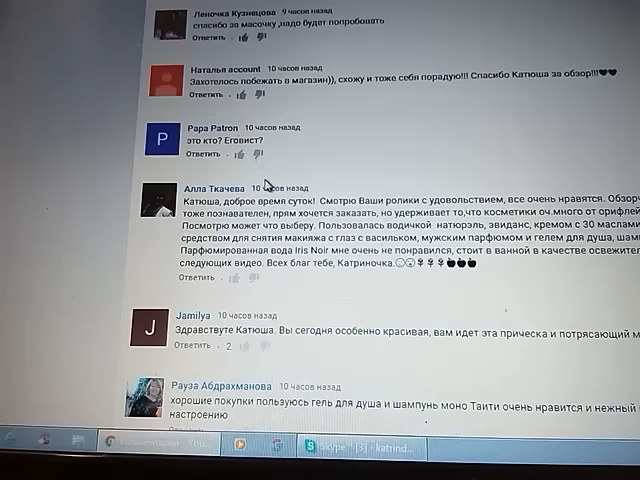 Леночка Кузнецова 9 часов назад
спасибо за масочку ,надо будет попробовать
Ответить
Наталья account 10 часов назад
Захотелось побежать в магазин)), схожу и тоже себя порадую!!! Спасибо Катюша за обзор!!!🖤🖤
Ответить
P
Papa Patron 10 часов назад
это кто? Еговист?
Ответить
Алла Ткачева 10 часов назад
Катюша, доброе время суток! Смотрю Ваши ролики с удовольствием, все очень нравятся. Обзор
тоже познавателен, прям хочется заказать, но удерживает то,что косметики оч.много от орифле
Посмотрю может что выберу. Пользовалась водичкой натюрэль, эвиданс, кремом с 30 маслами
средством для снятия макияжа с глаз с васильком, мужским парфюмом и гелем для душа, шам
Парфюмированная вода Iris Noir мне очень не понравился, стоит в ванной в качестве освежител
следующих видео. Всех благ тебе, Катриночка.
Ответить
J
Jamilya 10 часов назад
Здравствуте Катюша. Вы сегодня особенно красивая, вам идет эта прическа и потрясающий м
Ответить 2
Рауза Абдрахманова 10 часов назад
хорошие покупки пользуюсь гель для душа и шампунь моно Таити очень нравится и нежный
настроению
Skype - [3] - katrind...